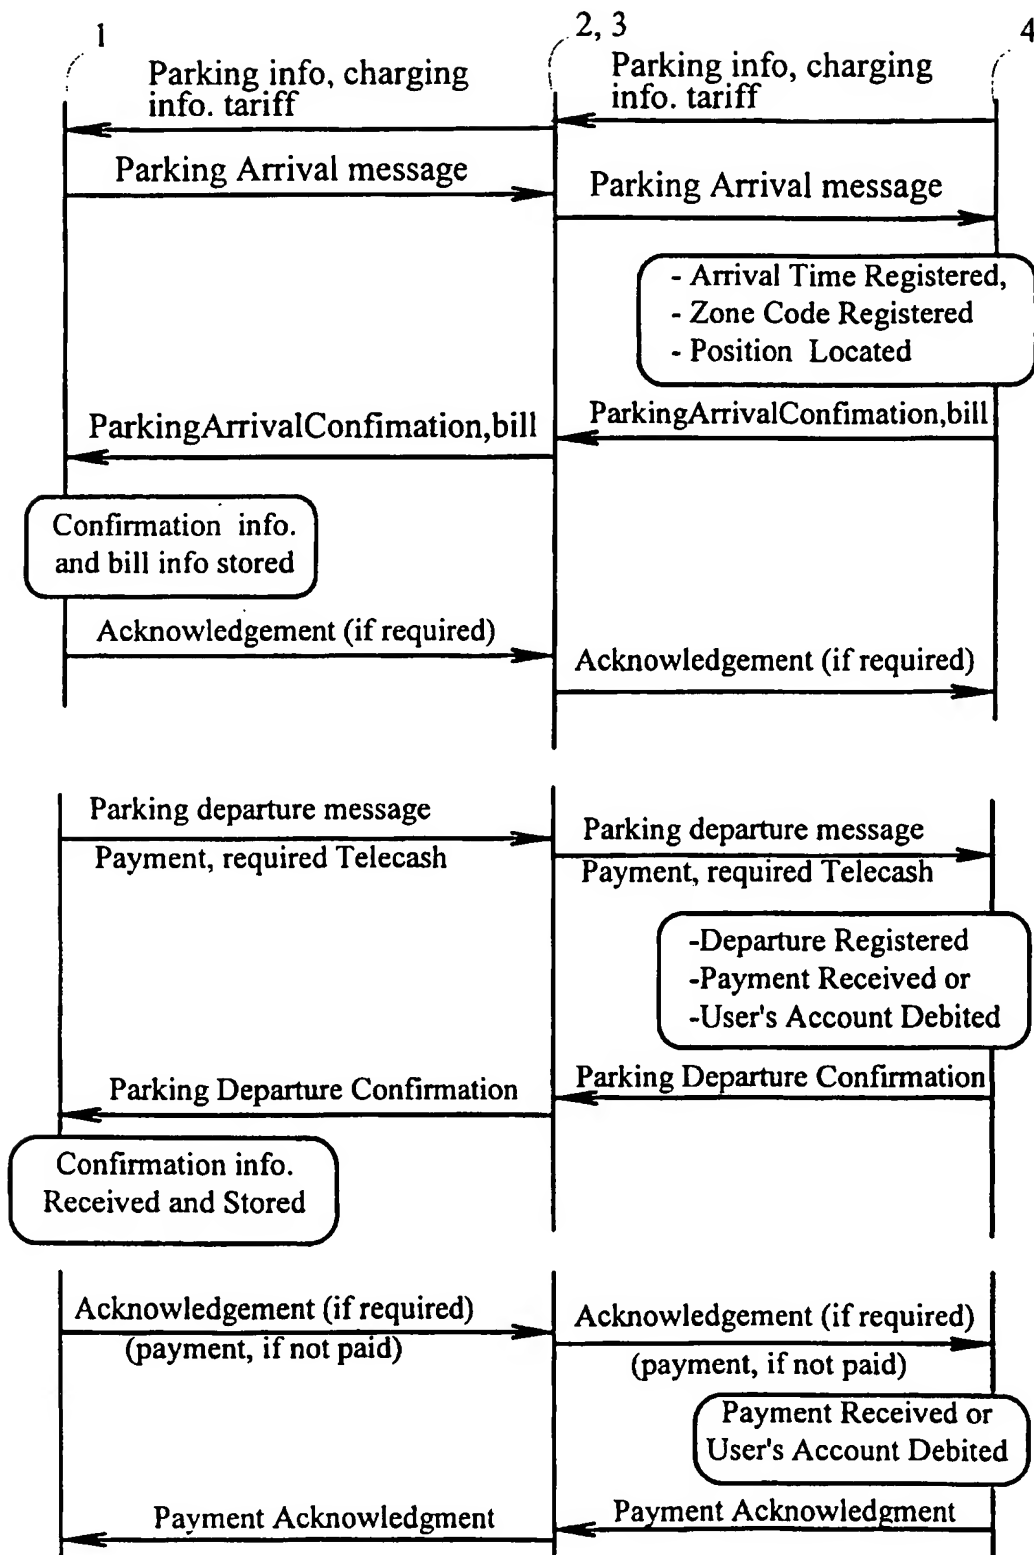 1
2, 3
4
Parking info, charging
info. tariff
Parking info, charging
info. tariff
Parking Arrival message
Parking Arrival message
- Arrival Time Registered,
- Zone Code Registered
- Position Located
ParkingArrivalConfimation,bill
ParkingArrivalConfimation,bill
Confirmation info.
and bill info stored
Acknowledgement (if required)
Acknowledgement (if required)
Parking departure message
Payment, required Telecash
Parking departure message
Payment, required Telecash
-Departure Registered
-Payment Received or
-User's Account Debited
Parking Departure Confirmation
Parking Departure Confirmation
Confirmation info.
Received and Stored
Acknowledgement (if required)
(payment, if not paid)
Acknowledgement (if required)
(payment, if not paid)
Payment Received or
User's Account Debited
Payment Acknowledgment
Payment Acknowledgment